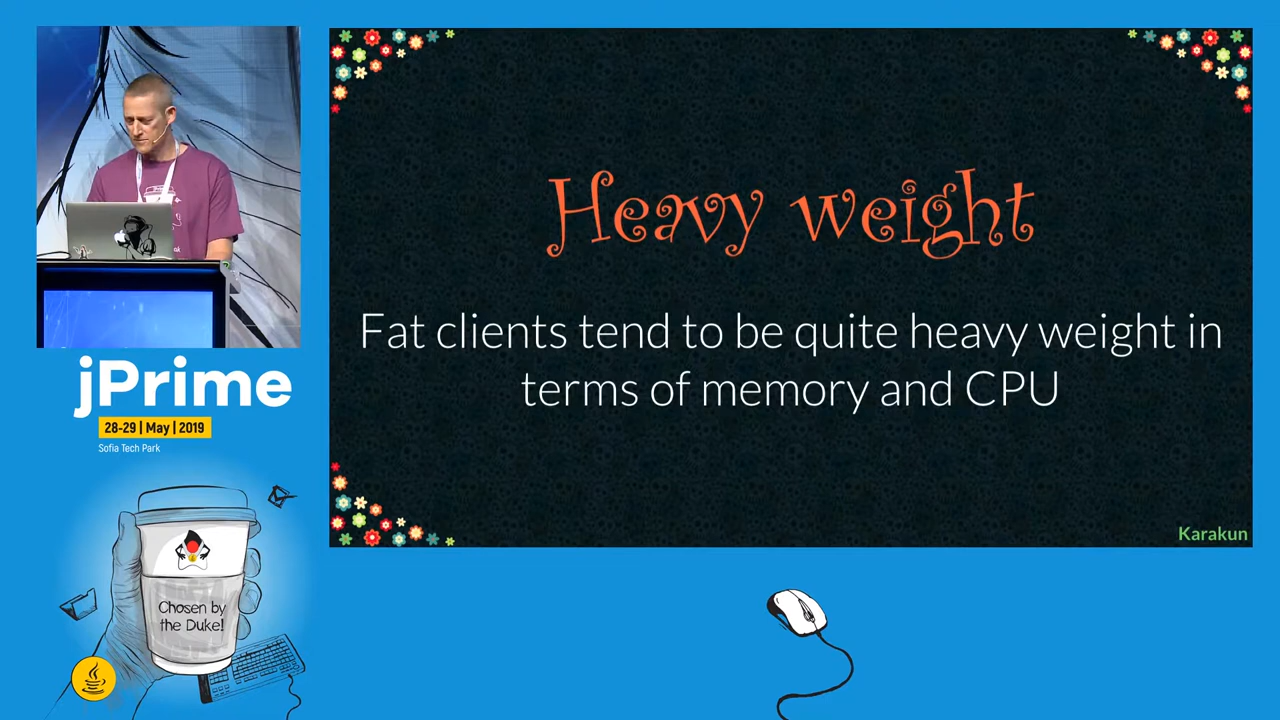 Heavy weight
Fat clients tend to be quite heavy weight in
terms of memory and CPU
Karakun
jPrime
28-29 | May | 2019
Sofia Tech Park
Chosen by
the Duke!